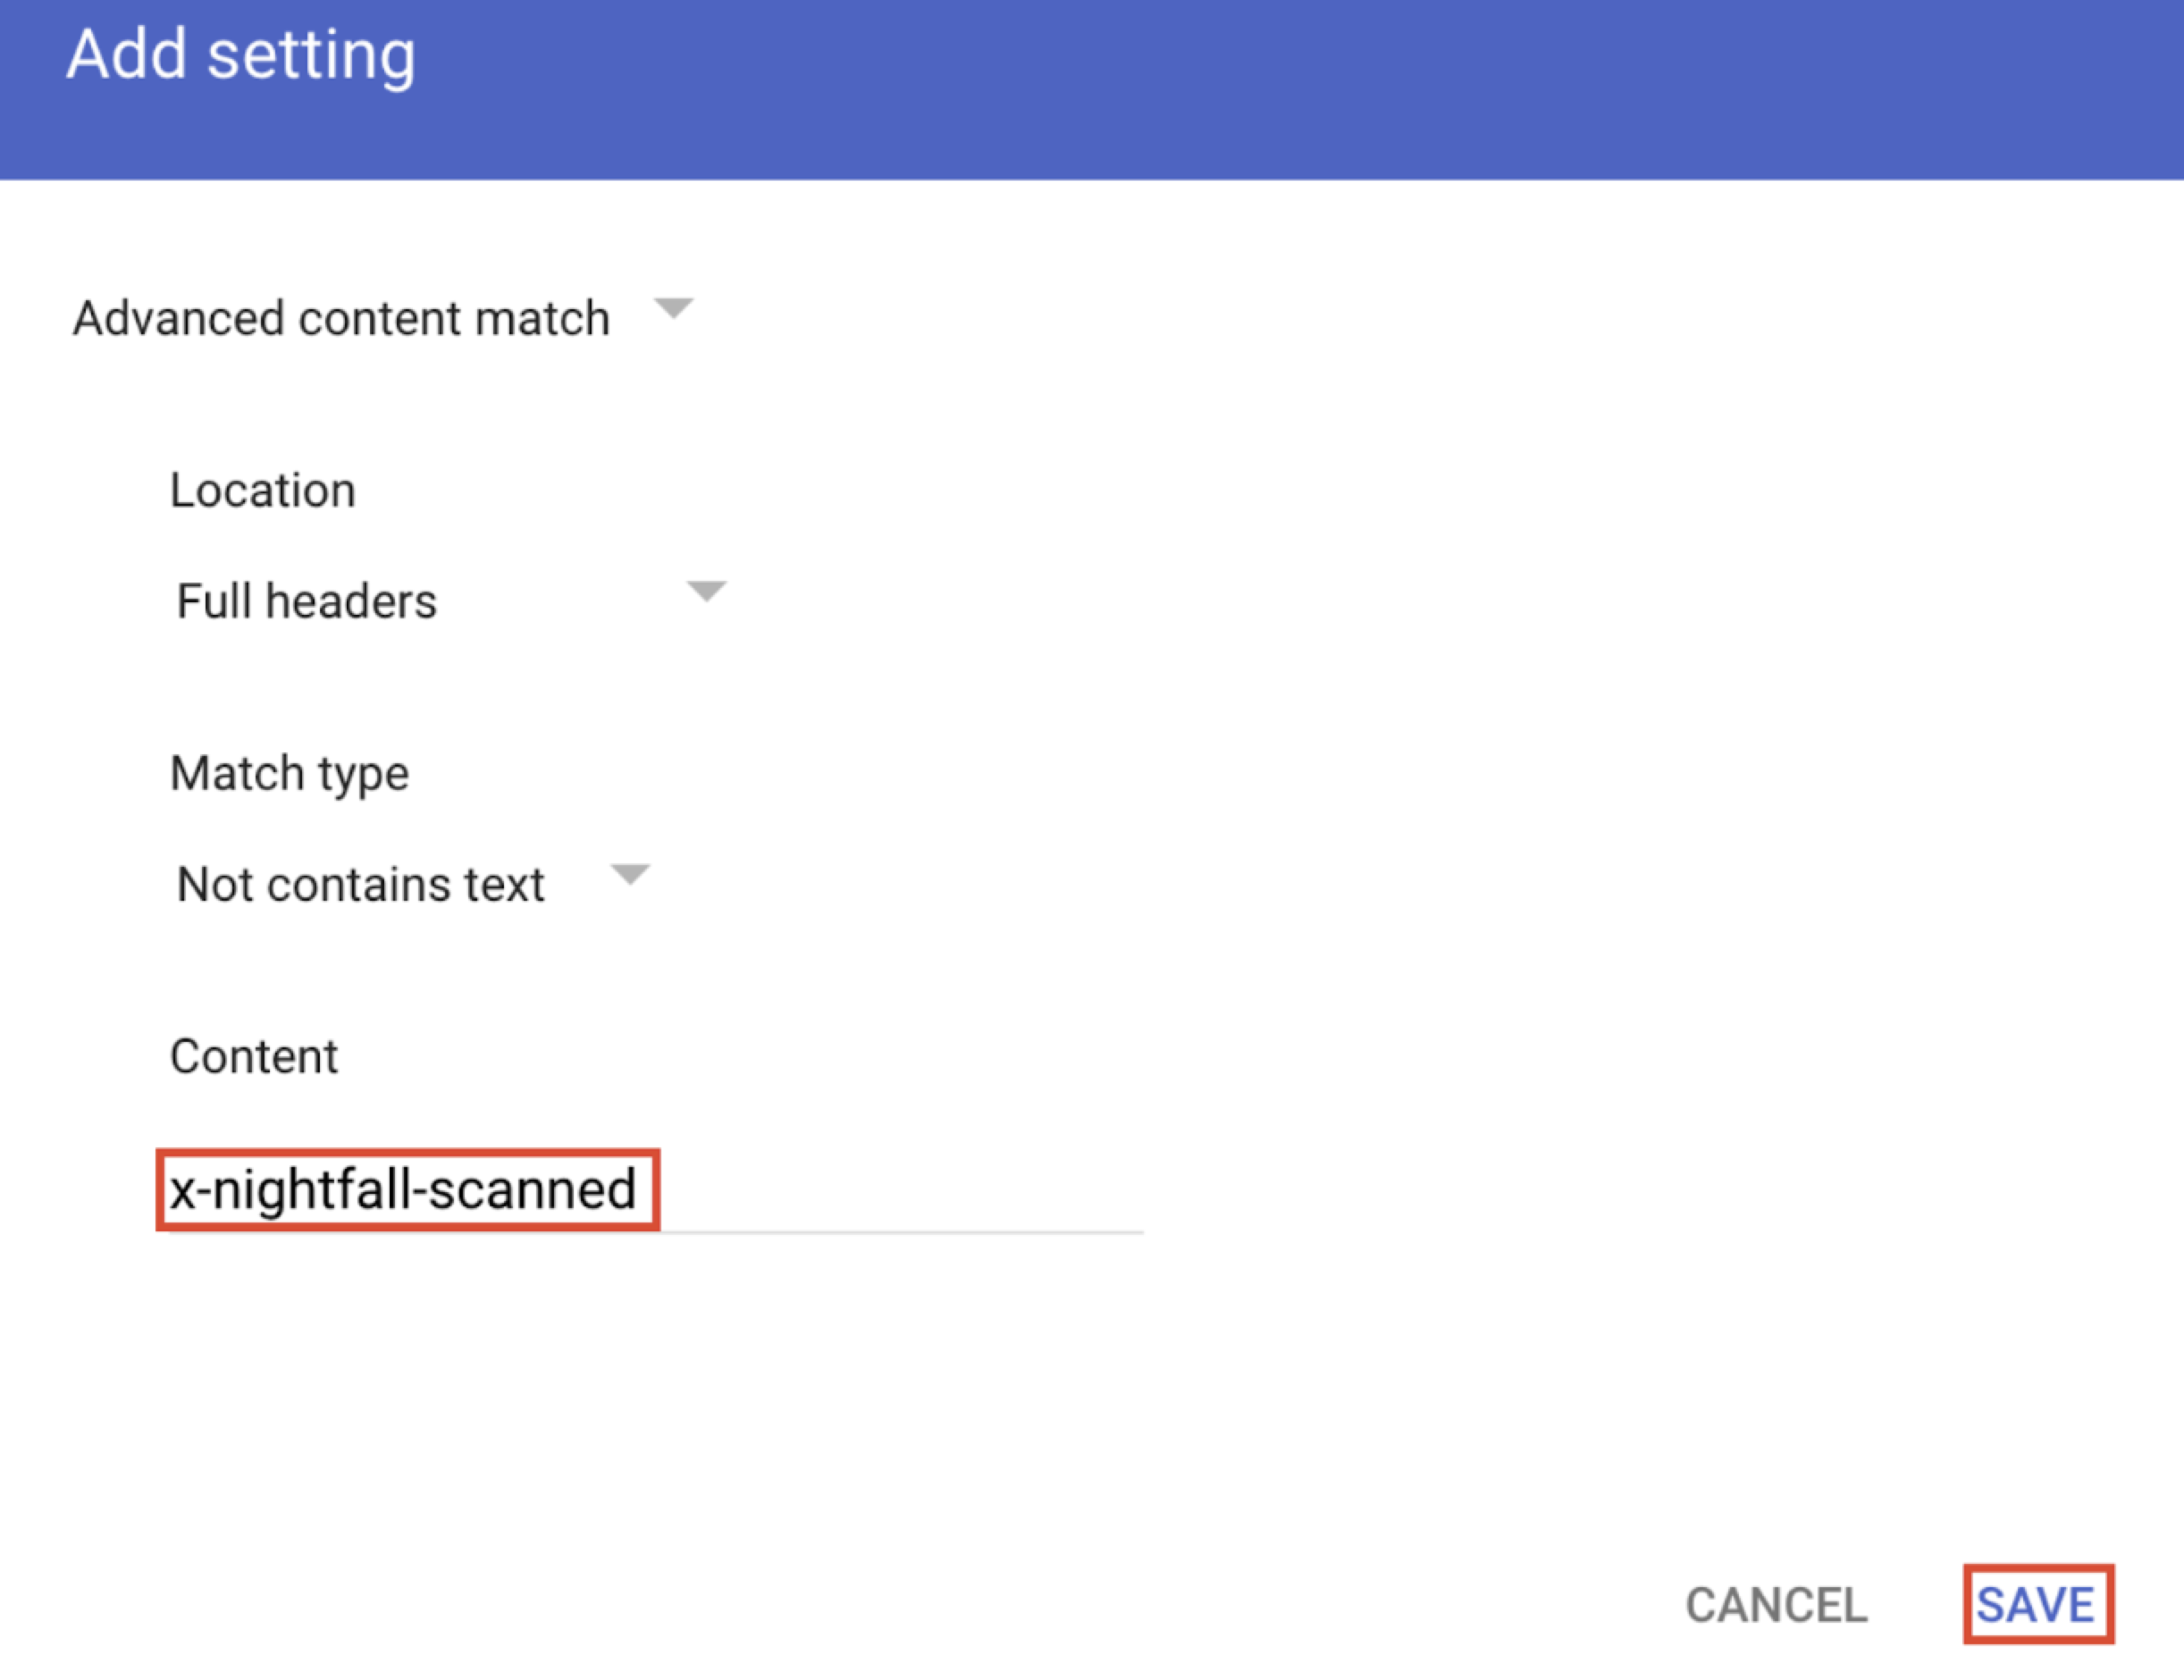 Add setting
Advanced content match
Location
Full headers
Match type
Not contains text
Content
x-nightfall-scanned
CANCEL SAVE